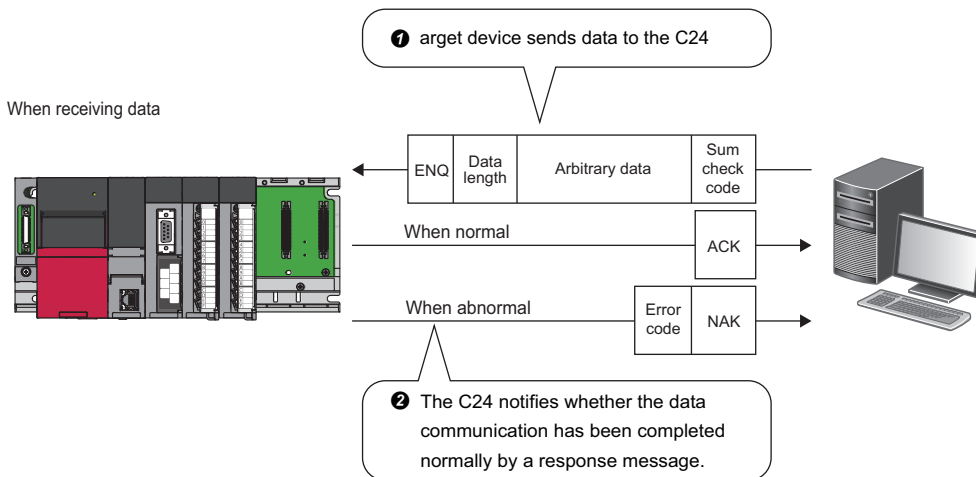 ❶ arget device sends data to the C24
When receiving data
ENQ
Data
length
Arbitrary data
Sum
check
code
When normal
ACK
When abnormal
Error
code
NAK
❷ The C24 notifies whether the data
communication has been completed
normally by a response message.